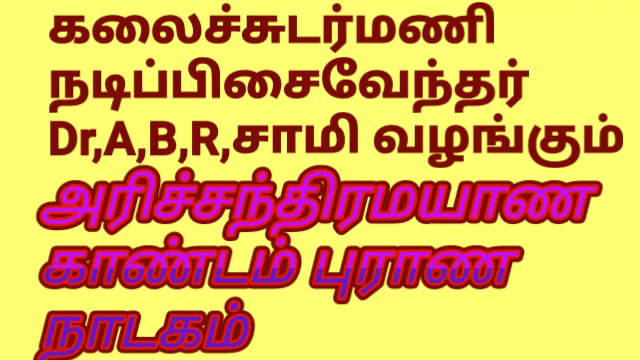 கலைச்சுடர்மணி
நடிப்பிசைவேந்தர்
Dr,A,B,R,சாமி வழங்கும்
அரிச்சந்திரமயாண
காண்டம் புராண
நாடகம்